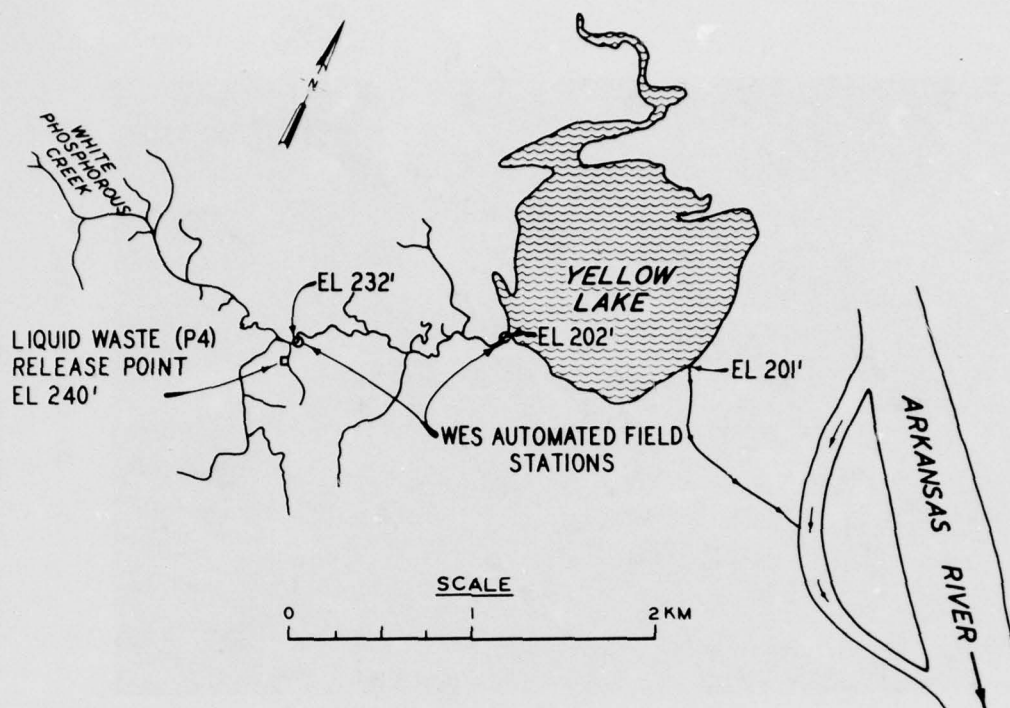 N
WHITE
PHOSPHOROUS
CREEK
EL 232'
LIQUID WASTE (P4)
RELEASE POINT
EL 240'
YELLOW
LAKE
EL 202'
EL 201'
WES AUTOMATED FIELD
STATIONS
ARKANSAS RIVER
SCALE
0 1 2 KM